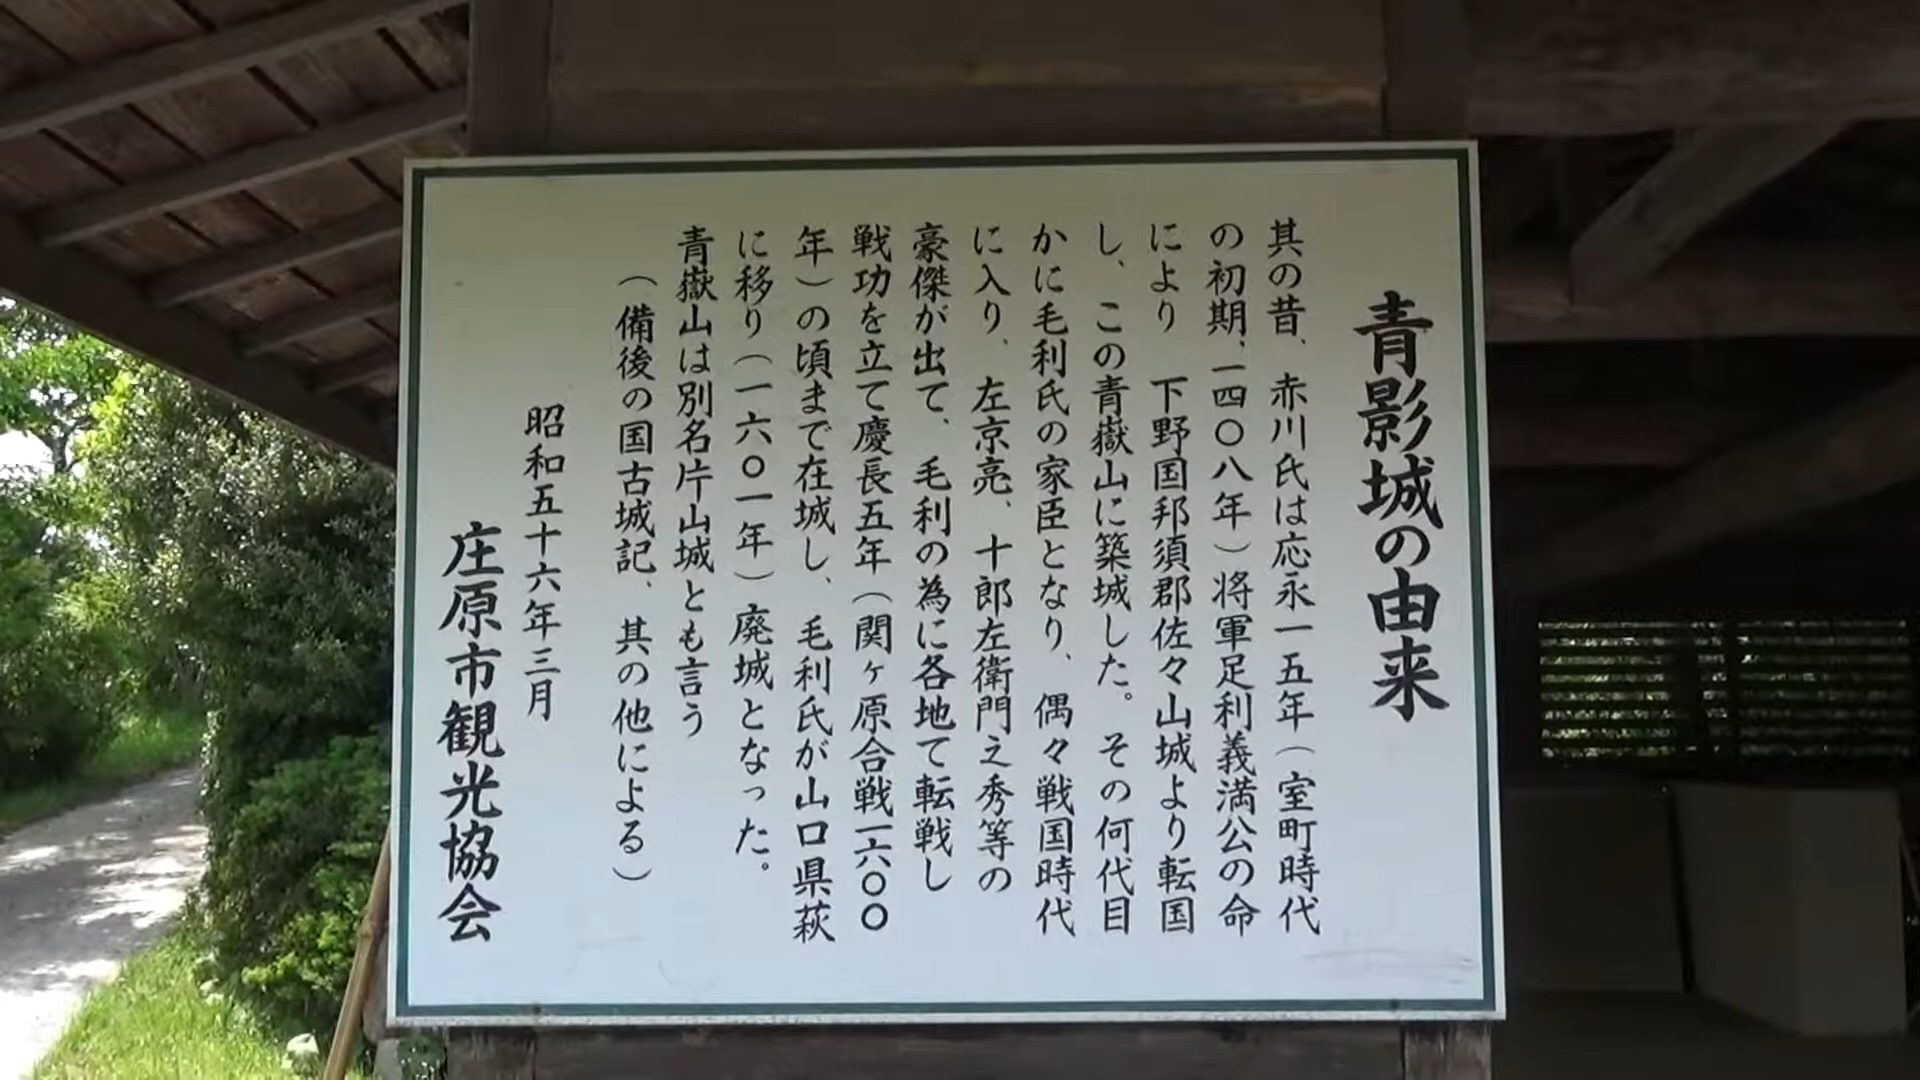 青影城の由来
其の昔、赤川氏は応永一五年（室町時代
の初期、一四〇八年）将軍足利義満公の命
により　下野国邦須郡佐々山城より転国
し、この青嶽山に築城した。その何代目
かに毛利氏の家臣となり、偶々戦国時代
に入り、左京亮、十郎左衛門之秀等の
豪傑が出て、毛利の為に各地て転戦し
戦功を立て慶長五年（関ヶ原合戦一六〇〇
年）の頃まで在城し、毛利氏が山口県萩
に移り（一六〇一年）廃城となった。
青嶽山は別名片山城とも言う
（備後の国古城記、其の他による）
昭和五十六年三月
庄原市観光協会